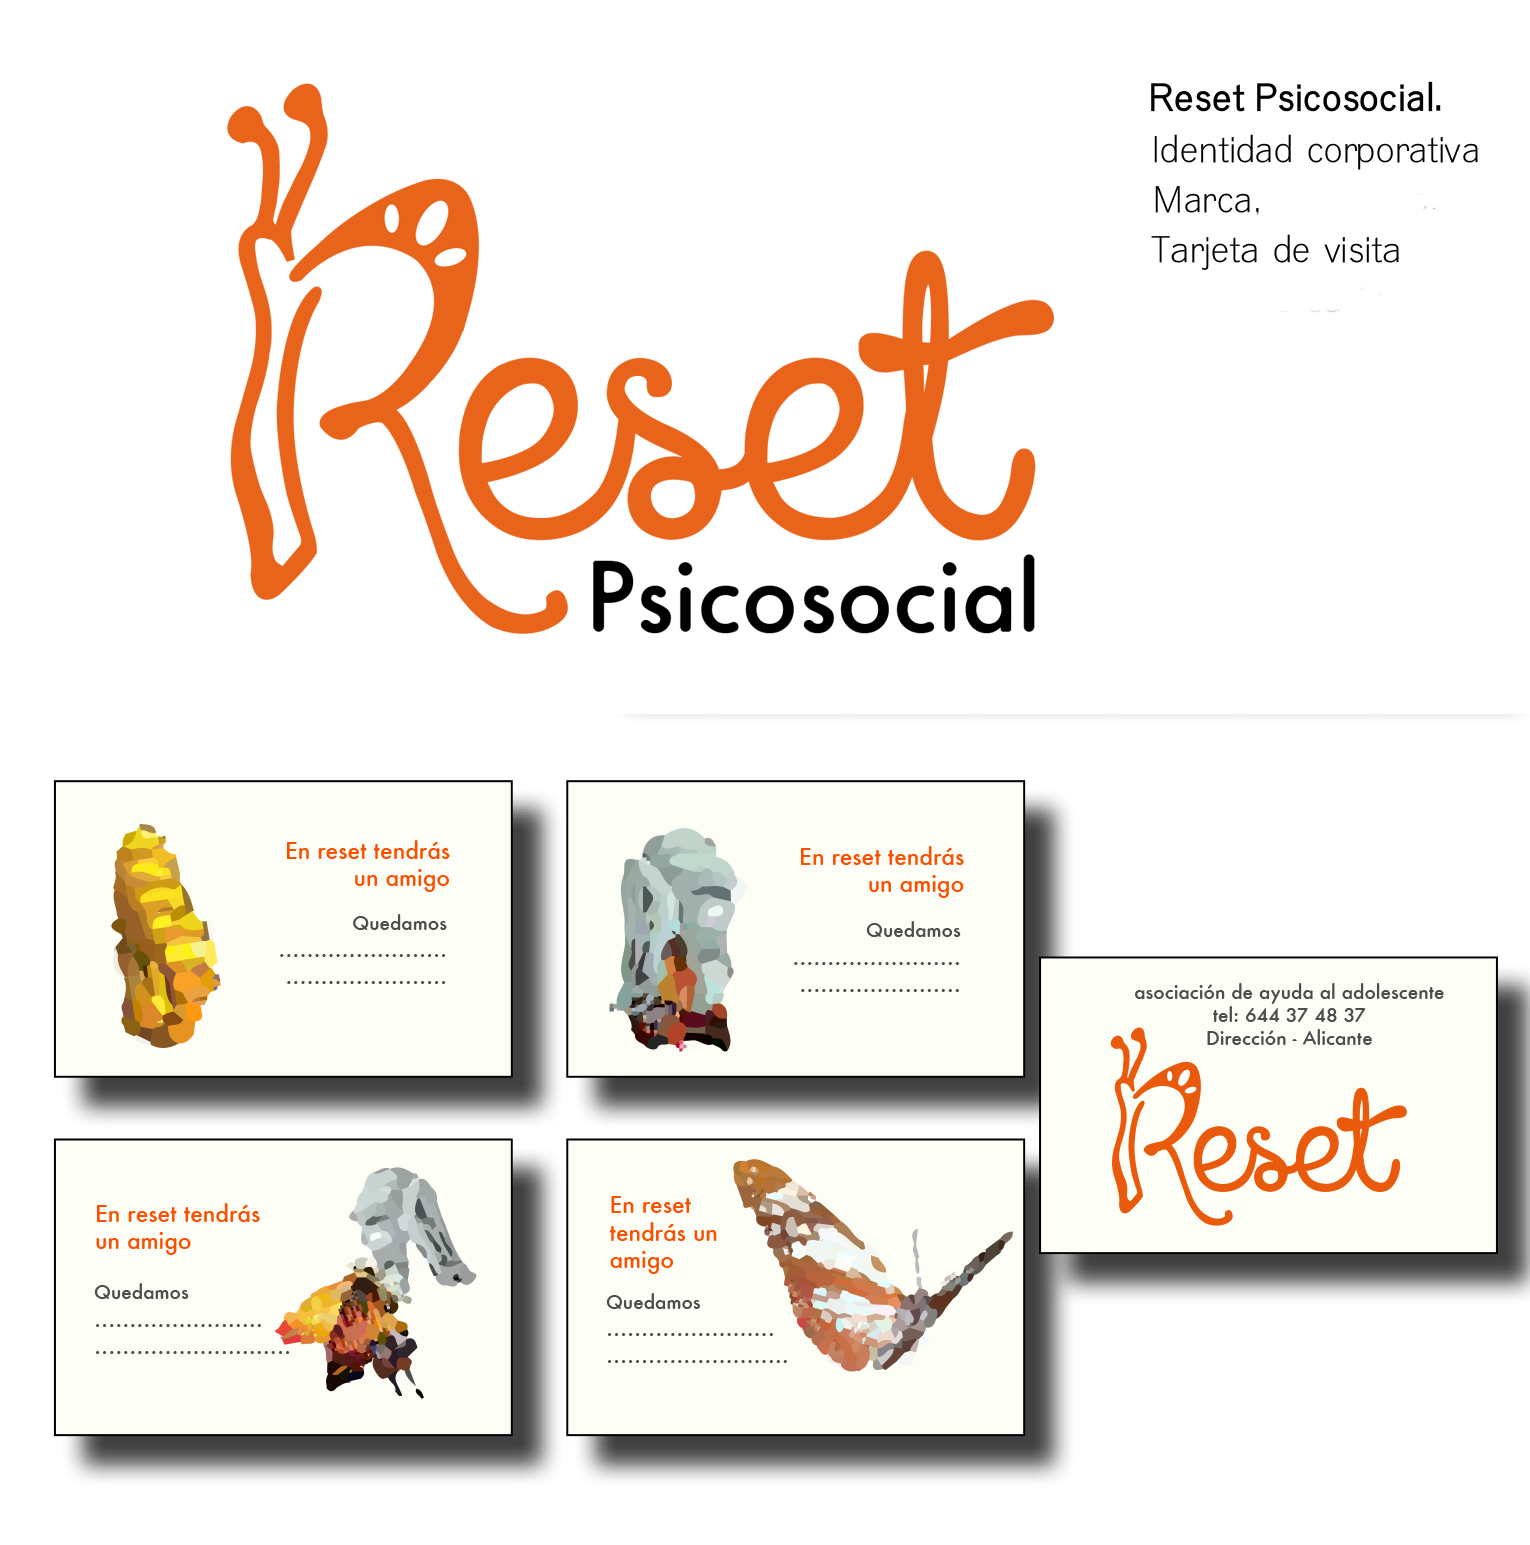 Reset
Psicosocial
Reset Psicosocial.
Identidad corporativa
Marca,
Tarjeta de visita
En reset tendrás
un amigo
Quedamos
........................
.......................
En reset tendrás
un amigo
Quedamos
........................
.......................
asociación de ayuda al adolescente
tel: 644 37 48 37
Dirección - Alicante
Reset
En reset tendrás
un amigo
Quedamos
........................
............................
En reset
tendrás un
amigo
Quedamos
........................
..........................